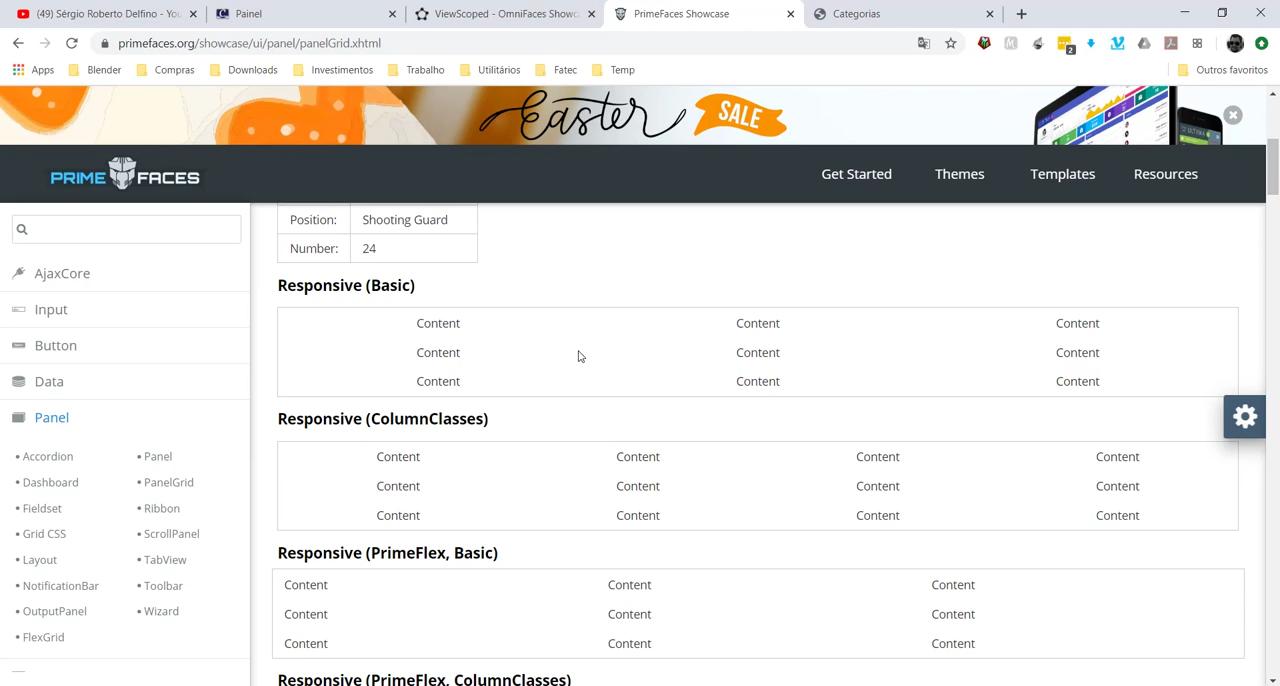 (49) Sérgio Roberto Delfino - You
Painel
ViewScoped - OmniFaces Showca
PrimeFaces Showcase
Categorias
primefaces.org/showcase/ui/panel/panelGrid.xhtml
2
Apps
Blender
Compras
Downloads
Investimentos
Trabalho
Utilitários
Fatec
Temp
Outros favoritos
Easter SALE
PRIME FACES
Get Started
Themes
Templates
Resources
Position: Shooting Guard
Number: 24
AjaxCore
Input
Button
Data
Panel
Accordion
Panel
Dashboard
PanelGrid
Fieldset
Ribbon
Grid CSS
ScrollPanel
Layout
TabView
NotificationBar
Toolbar
OutputPanel
Wizard
FlexGrid
Responsive (Basic)
Content Content Content
Content Content Content
Content Content Content
Responsive (ColumnClasses)
Content Content Content Content
Content Content Content Content
Content Content Content Content
Responsive (PrimeFlex, Basic)
Content Content Content
Content Content Content
Content Content Content
Responsive (PrimeFlex, ColumnClasses)